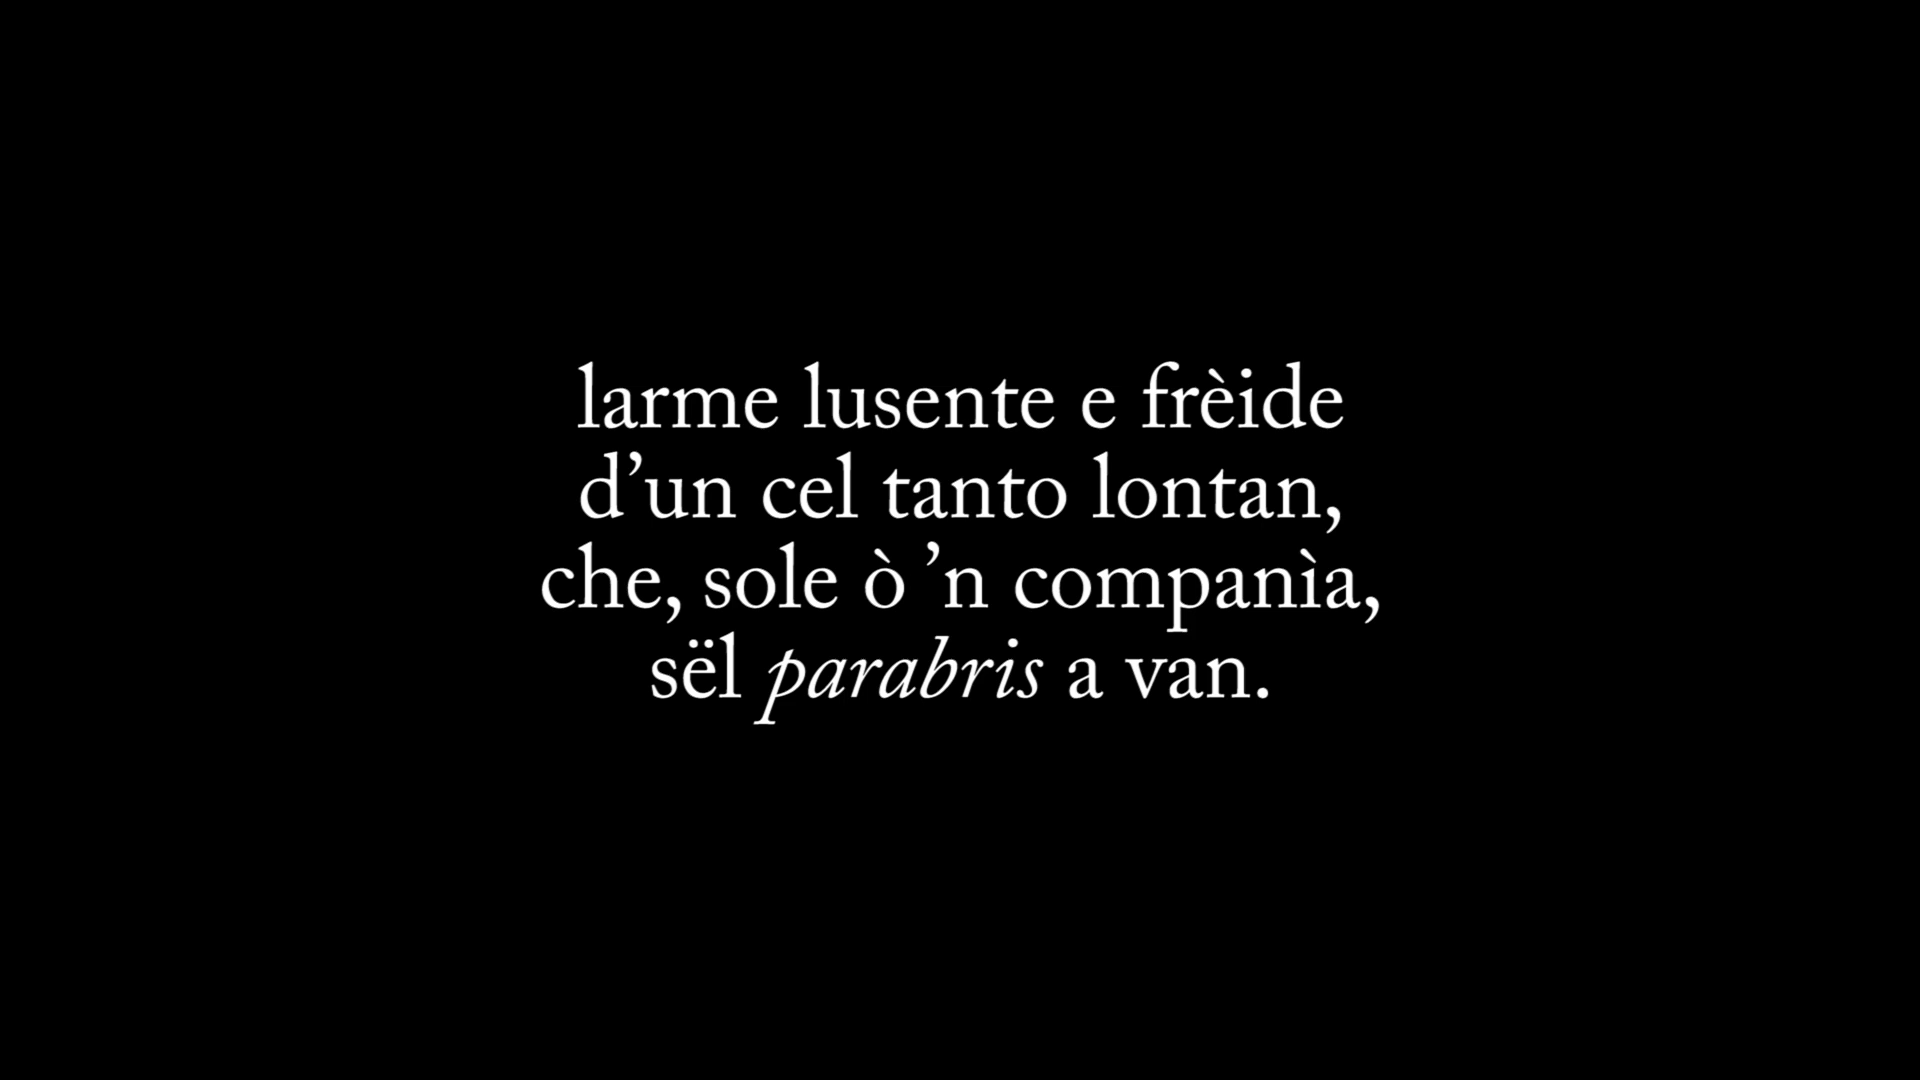 larme lusente e frèide
d’un cel tanto lontan,
che, sole ò ’n companìa,
sël parabris a van.